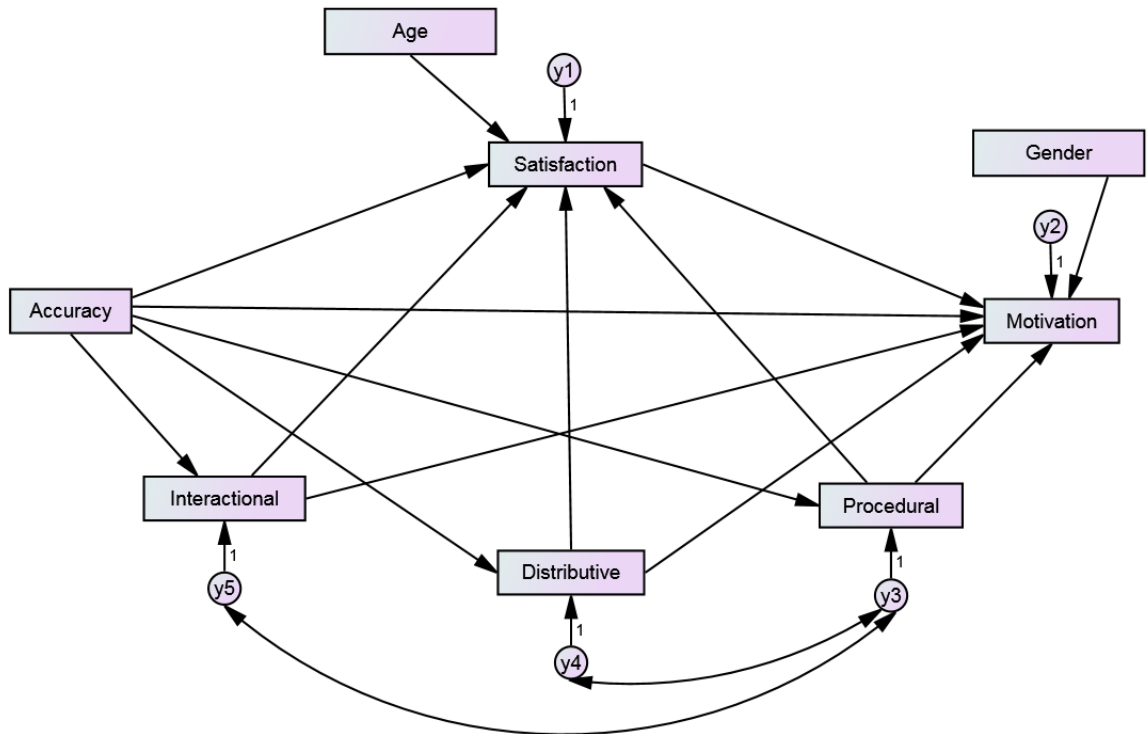 Age
y1
1
Satisfaction
Gender
y2
1
Accuracy
Motivation
Interactional
Procedural
1
Distributive
1
y5
y3
1
y4